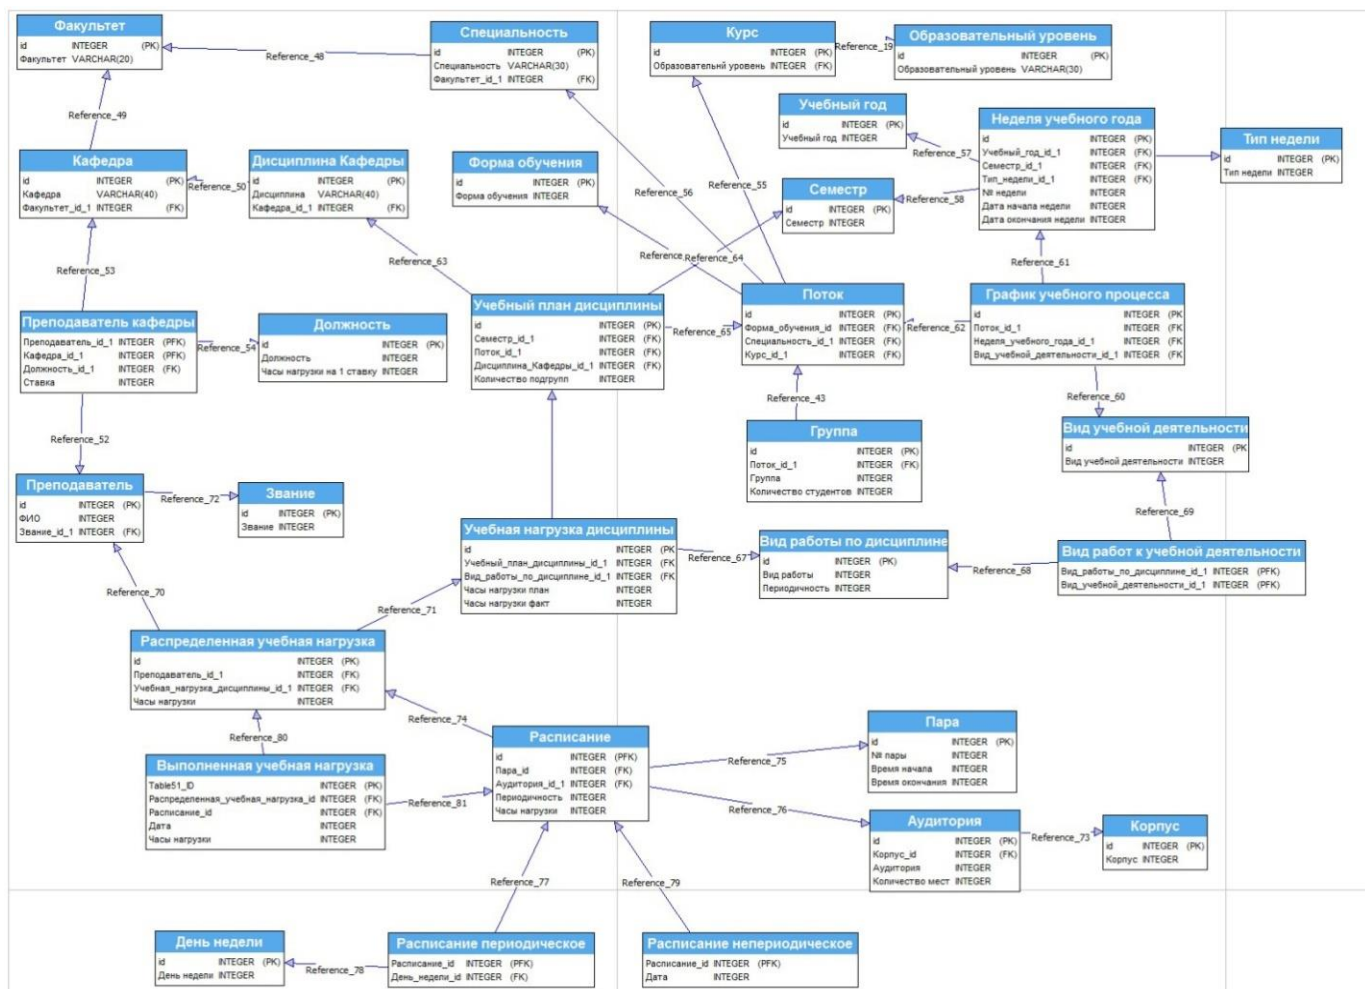 Факультет
id INTEGER (PK)
Факультет VARCHAR(20)
Reference_48
Специальность
id INTEGER (PK)
Специальность VARCHAR(30)
Факультет_id_1 INTEGER (FK)
Курс
id INTEGER (PK)
Образовательнй уровень INTEGER (FK)
Reference_19
Образовательный уровень
id INTEGER (PK)
Образовательный уровень VARCHAR(30)
Reference_49
Учебный год
id INTEGER (PK)
Учебный год INTEGER
Reference_57
Неделя учебного года
id INTEGER (PK)
Учебный_год_id_1 INTEGER (FK)
Семестр_id_1 INTEGER (FK)
Тип_недели_id_1 INTEGER (FK)
№ недели INTEGER
Дата начала недели INTEGER
Дата окончания недели INTEGER
Тип недели
id INTEGER (PK)
Тип недели INTEGER
Кафедра
id INTEGER (PK)
Кафедра VARCHAR(40)
Факультет_id_1 INTEGER (FK)
Reference_50
Дисциплина Кафедры
id INTEGER (PK)
Дисциплина VARCHAR(40)
Кафедра_id_1 INTEGER (FK)
Форма обучения
id INTEGER (PK)
Форма обучения INTEGER
Reference_56
Reference_55
Семестр
id INTEGER (PK)
Семестр INTEGER
Reference_58
Reference_53
Reference_63
Reference_
Reference_64
Reference_61
Преподаватель кафедры
Преподаватель_id_1 INTEGER (PFK)
Кафедра_id_1 INTEGER (PFK)
Должность_id_1 INTEGER (FK)
Ставка INTEGER
Reference_54
Должность
id INTEGER (PK)
Должность INTEGER
Часы нагрузки на 1 ставку INTEGER
Учебный план дисциплины
id INTEGER (PK)
Семестр_id_1 INTEGER (FK)
Поток_id_1 INTEGER (FK)
Дисциплина_Кафедры_id_1 INTEGER (FK)
Количество подгрупп INTEGER
Reference_65
Поток
id INTEGER (PK)
Форма_обучения_id INTEGER (FK)
Специальность_id_1 INTEGER (FK)
Курс_id_1 INTEGER (FK)
Reference_62
График учебного процесса
id INTEGER (PK
Поток_id_1 INTEGER (FK
Неделя_учебного_года_id_1 INTEGER (FK
Вид_учебной_деятельности_id_1 INTEGER (FK
Reference_43
Reference_60
Reference_52
Группа
id INTEGER (PK)
Поток_id_1 INTEGER (FK)
Группа INTEGER
Количество студентов INTEGER
Вид учебной деятельности
id INTEGER (PK
Вид учебной деятельности INTEGER
Преподаватель
id INTEGER (PK)
ФИО INTEGER
Звание_id_1 INTEGER (FK)
Reference_72
Звание
id INTEGER (PK)
Звание INTEGER
Reference_69
Учебная нагрузка дисциплины
id INTEGER (PK
Учебный_план_дисциплины_id_1 INTEGER (FK
Вид_работы_по_дисциплине_id_1 INTEGER (FK
Часы нагрузки план INTEGER
Часы нагрузки факт INTEGER
Reference_67
Вид работы по дисциплине
id INTEGER (PK)
Вид работы INTEGER
Периодичность INTEGER
Reference_68
Вид работ к учебной деятельности
Вид_работы_по_дисциплине_id_1 INTEGER (PFK)
Вид_учебной_деятельности_id_1 INTEGER (PFK)
Reference_70
Reference_71
Распределенная учебная нагрузка
id INTEGER (PK)
Преподаватель_id_1 INTEGER (FK)
Учебная_нагрузка_дисциплины_id_1 INTEGER (FK)
Часы нагрузки INTEGER
Reference_74
Reference_80
Расписание
id INTEGER (PFK)
Пара_id INTEGER (FK)
Аудитория_id_1 INTEGER (FK)
Периодичность INTEGER
Часы нагрузки INTEGER
Reference_75
Пара
id INTEGER (PK)
№ пары INTEGER
Время начала INTEGER
Время окончания INTEGER
Выполненная учебная нагрузка
Table51_ID INTEGER (PK)
Распределенная_учебная_нагрузка_id INTEGER (FK)
Расписание_id INTEGER (FK)
Дата INTEGER
Часы нагрузки INTEGER
Reference_81
Reference_76
Аудитория
id INTEGER (PK)
Корпус_id INTEGER (FK)
Аудитория INTEGER
Количество мест INTEGER
Reference_73
Корпус
id INTEGER (PK)
Корпус INTEGER
Reference_77
Reference_79
День недели
id INTEGER (PK)
День недели INTEGER
Reference_78
Расписание периодическое
Расписание_id INTEGER (PFK)
День_недели_id INTEGER (FK)
Расписание непериодическое
Расписание_id INTEGER (PFK)
Дата INTEGER